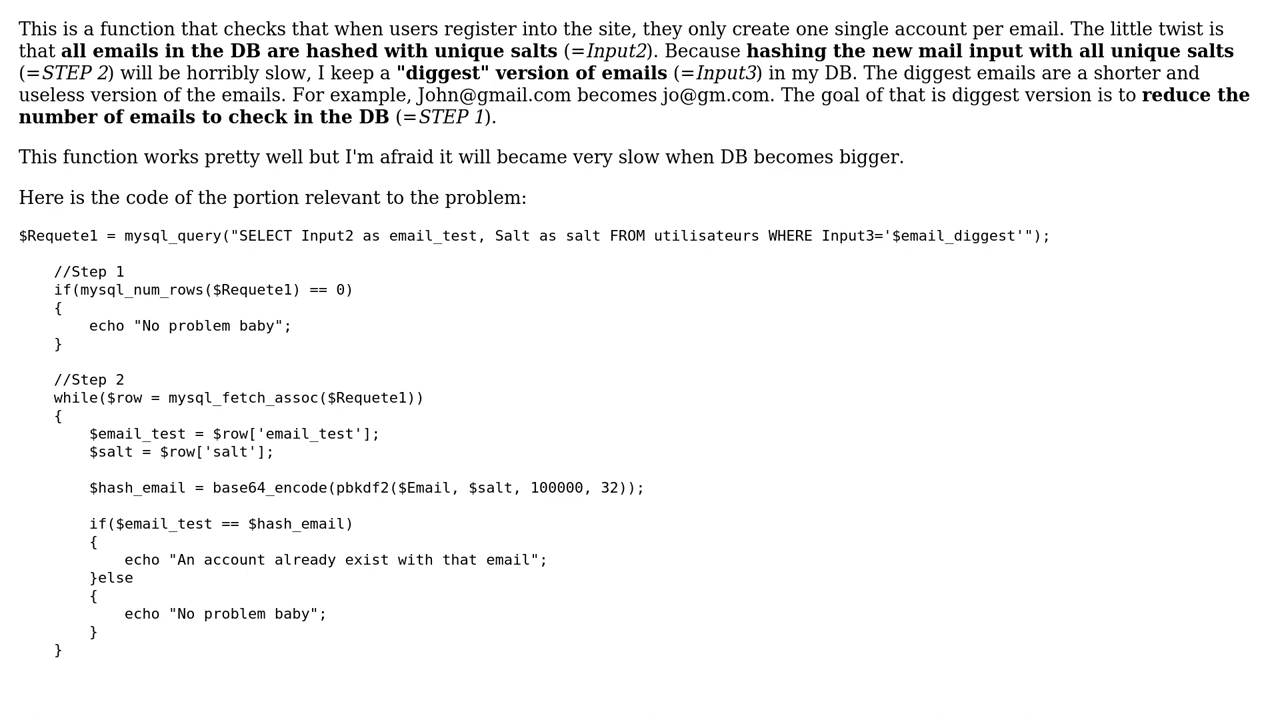 This is a function that checks that when users register into the site, they only create one single account per email. The little twist is
that all emails in the DB are hashed with unique salts (=Input2). Because hashing the new mail input with all unique salts
(=STEP 2) will be horribly slow, I keep a "diggest" version of emails (=Input3) in my DB. The diggest emails are a shorter and
useless version of the emails. For example, John@gmail.com becomes jo@gm.com. The goal of that is diggest version is to reduce the
number of emails to check in the DB (=STEP 1).
This function works pretty well but I'm afraid it will became very slow when DB becomes bigger.
Here is the code of the portion relevant to the problem:
$Requete1 = mysql_query("SELECT Input2 as email_test, Salt as salt FROM utilisateurs WHERE Input3='$email_diggest'");
    //Step 1
    if(mysql_num_rows($Requete1) == 0)
    {
        echo "No problem baby";
    }
    //Step 2
    while($row = mysql_fetch_assoc($Requete1))
    {
        $email_test = $row['email_test'];
        $salt = $row['salt'];
        $hash_email = base64_encode(pbkdf2($Email, $salt, 100000, 32));
        if($email_test == $hash_email)
        {
            echo "An account already exist with that email";
        }else
        {
            echo "No problem baby";
        }
    }